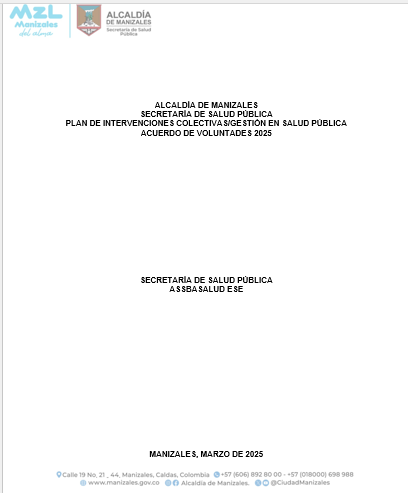 MZL
Manizales
del alma
ALCALDÍA
DE MANIZALES
Secretaría de Salud
Pública
ALCALDÍA DE MANIZALES
SECRETARÍA DE SALUD PÚBLICA
PLAN DE INTERVENCIONES COLECTIVAS/GESTIÓN EN SALUD PÚBLICA
ACUERDO DE VOLUNTADES 2025
SECRETARÍA DE SALUD PÚBLICA
ASSBASALUD ESE
MANIZALES, MARZO DE 2025
Calle 19 No. 21 _ 44, Manizales, Caldas, Colombia +57 (606) 892 80 00 - +57 (018000) 698 988
www.manizales.gov.co Alcaldía de Manizales. @CiudadManizales